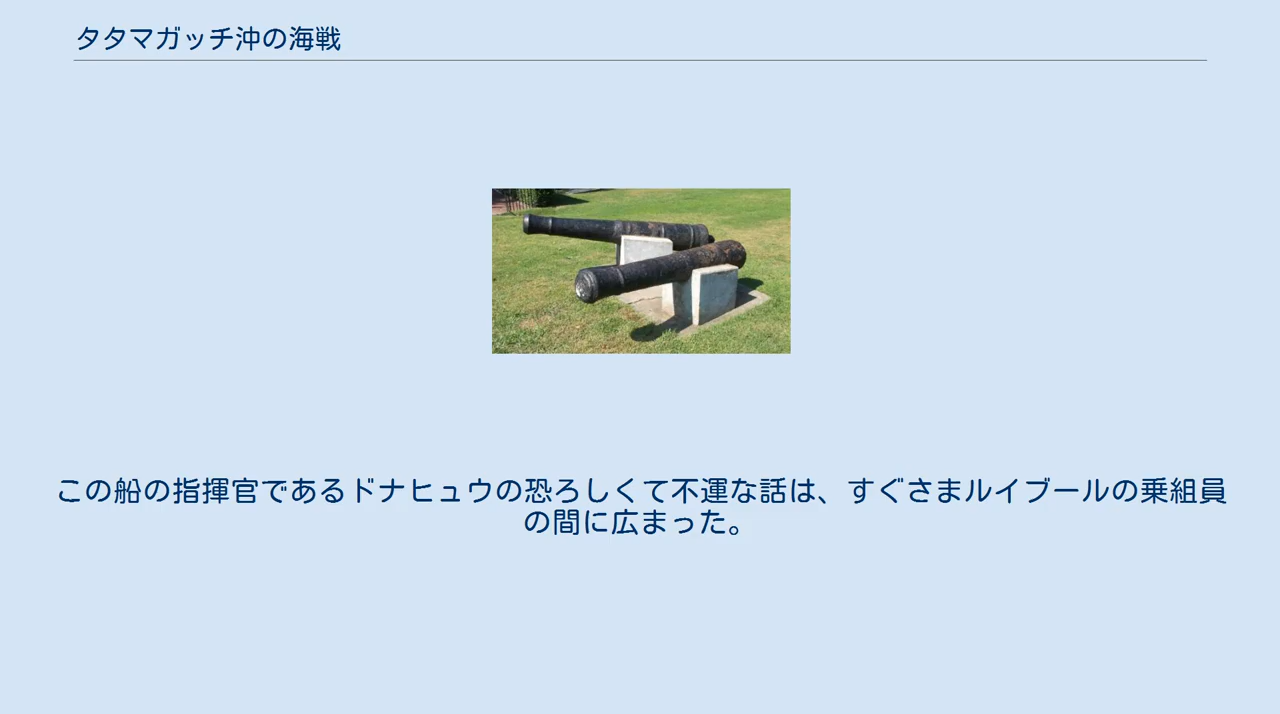 タタマガッチ沖の海戦
この船の指揮官であるドナヒュウの恐ろしくて不運な話は、すぐさまルイブールの乗組員
の間に広まった。